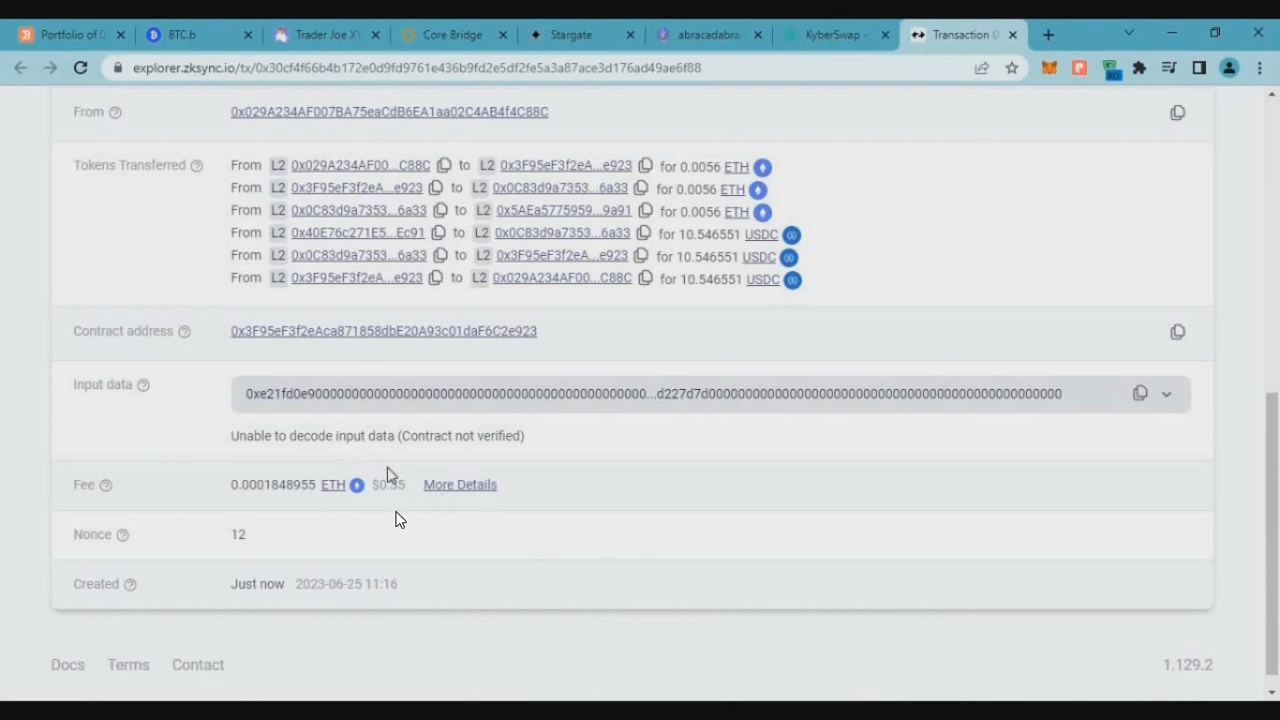 Portfolio of 0
BTC.b
Trader Joe X
Core Bridge
Stargate
abracadabra
KyberSwap -
Transaction 0
explorer.zksync.io/tx/0x30cf4f66b4b172e0d9fd9761e436b9fd2e5df2fe5a3a87ace3d176ad49ae6f88
From 0x029A234AF007BA75eaCdB6EA1aa02C4AB4f4C88C
Tokens Transferred From L2 0x029A234AF00...C88C to L2 0x3F95eF3f2eA...e923 for 0.0056 ETH
From L2 0x3F95eF3f2eA...e923 to L2 0x0C83d9a7353...6a33 for 0.0056 ETH
From L2 0x0C83d9a7353...6a33 to L2 0x5AEa5775959...9a91 for 0.0056 ETH
From L2 0x40E76c271E5...Ec91 to L2 0x0C83d9a7353...6a33 for 10.546551 USDC
From L2 0x0C83d9a7353...6a33 to L2 0x3F95eF3f2eA...e923 for 10.546551 USDC
From L2 0x3F95eF3f2eA...e923 to L2 0x029A234AF00...C88C for 10.546551 USDC
Contract address 0x3F95eF3f2eAca871858dbE20A93c01daF6C2e923
Input data
Unable to decode input data (Contract not verified)
Fee 0.0001848955 ETH $0.35 More Details
Nonce 12
Created Just now 2023-06-25 11:16
Docs Terms Contact 1.129.2